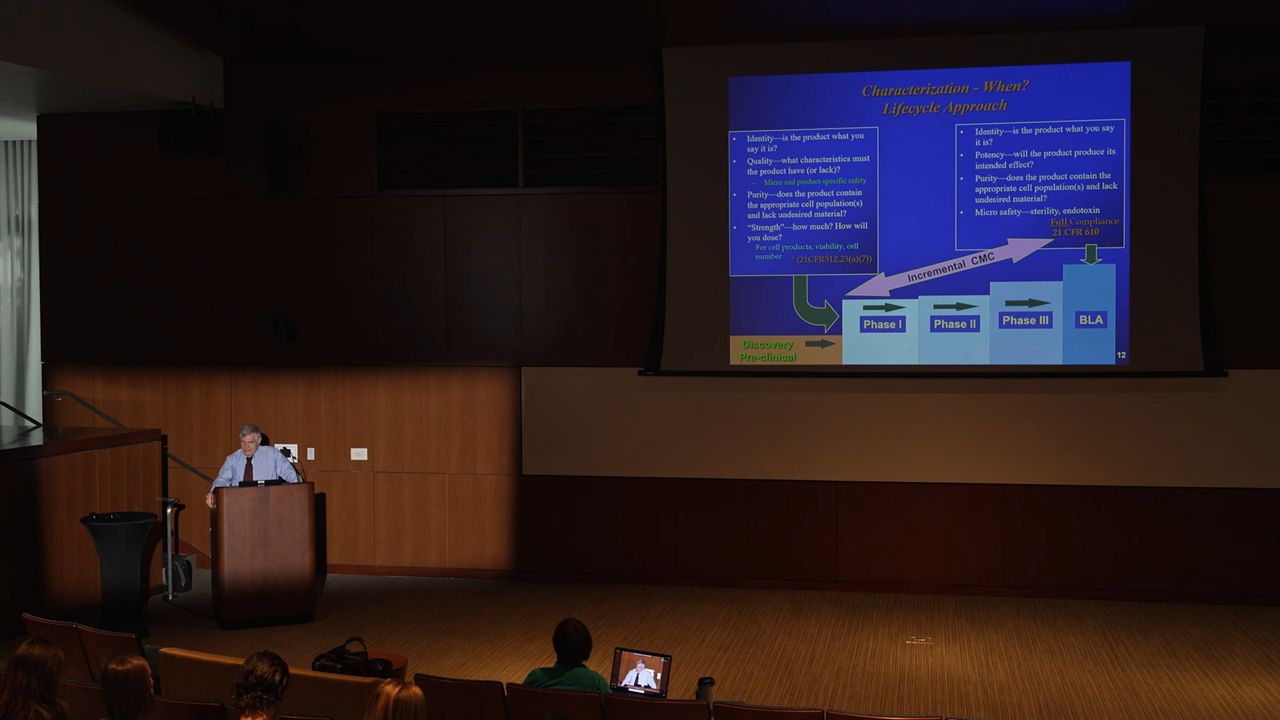 Characterization - When?
Lifecycle Approach
• Identity—is the product what you
say it is?
• Quality—what characteristics must
the product have (or lack)?
– Micro and product-specific safety
• Purity—does the product contain
the appropriate cell population(s)
and lack undesired material?
• “Strength”—how much? How will
you dose?
For cell products, viability, cell
number * (21CFR312.23(a)(7))
• Identity—is the product what you say
it is?
• Potency—will the product produce its
intended effect?
• Purity—does the product contain the
appropriate cell population(s) and lack
undesired material?
• Micro safety—sterility, endotoxin
Full Compliance
21 CFR 610
Incremental CMC
Discovery
Pre-clinical
Phase I
Phase II
Phase III
BLA
12